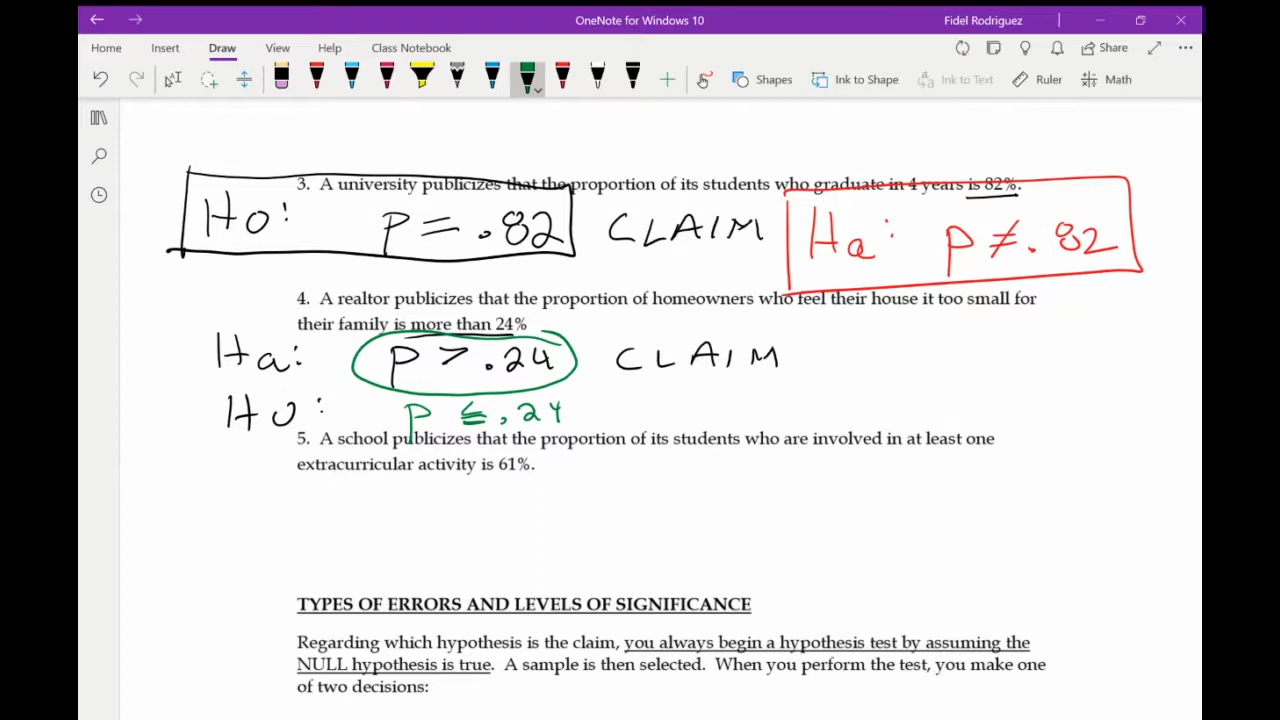 OneNote for Windows 10
Fidel Rodriguez
Home Insert Draw View Help Class Notebook Share
Shapes Ink to Shape Ink to Text Ruler Math
3. A university publicizes that the proportion of its students who graduate in 4 years is 82%.
Ho: p = .82 CLAIM Ha: p ≠ .82
4. A realtor publicizes that the proportion of homeowners who feel their house it too small for
their family is more than 24%
Ha: p > .24 CLAIM
Ho: p ≤ .24
5. A school publicizes that the proportion of its students who are involved in at least one
extracurricular activity is 61%.
TYPES OF ERRORS AND LEVELS OF SIGNIFICANCE
Regarding which hypothesis is the claim, you always begin a hypothesis test by assuming the
NULL hypothesis is true. A sample is then selected. When you perform the test, you make one
of two decisions: